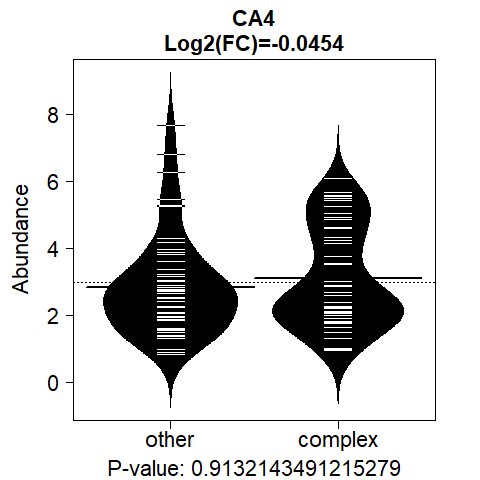 CA4
Log2(FC)=-0.0454
Abundance
8
6
4
2
0
other complex
P-value: 0.9132143491215279